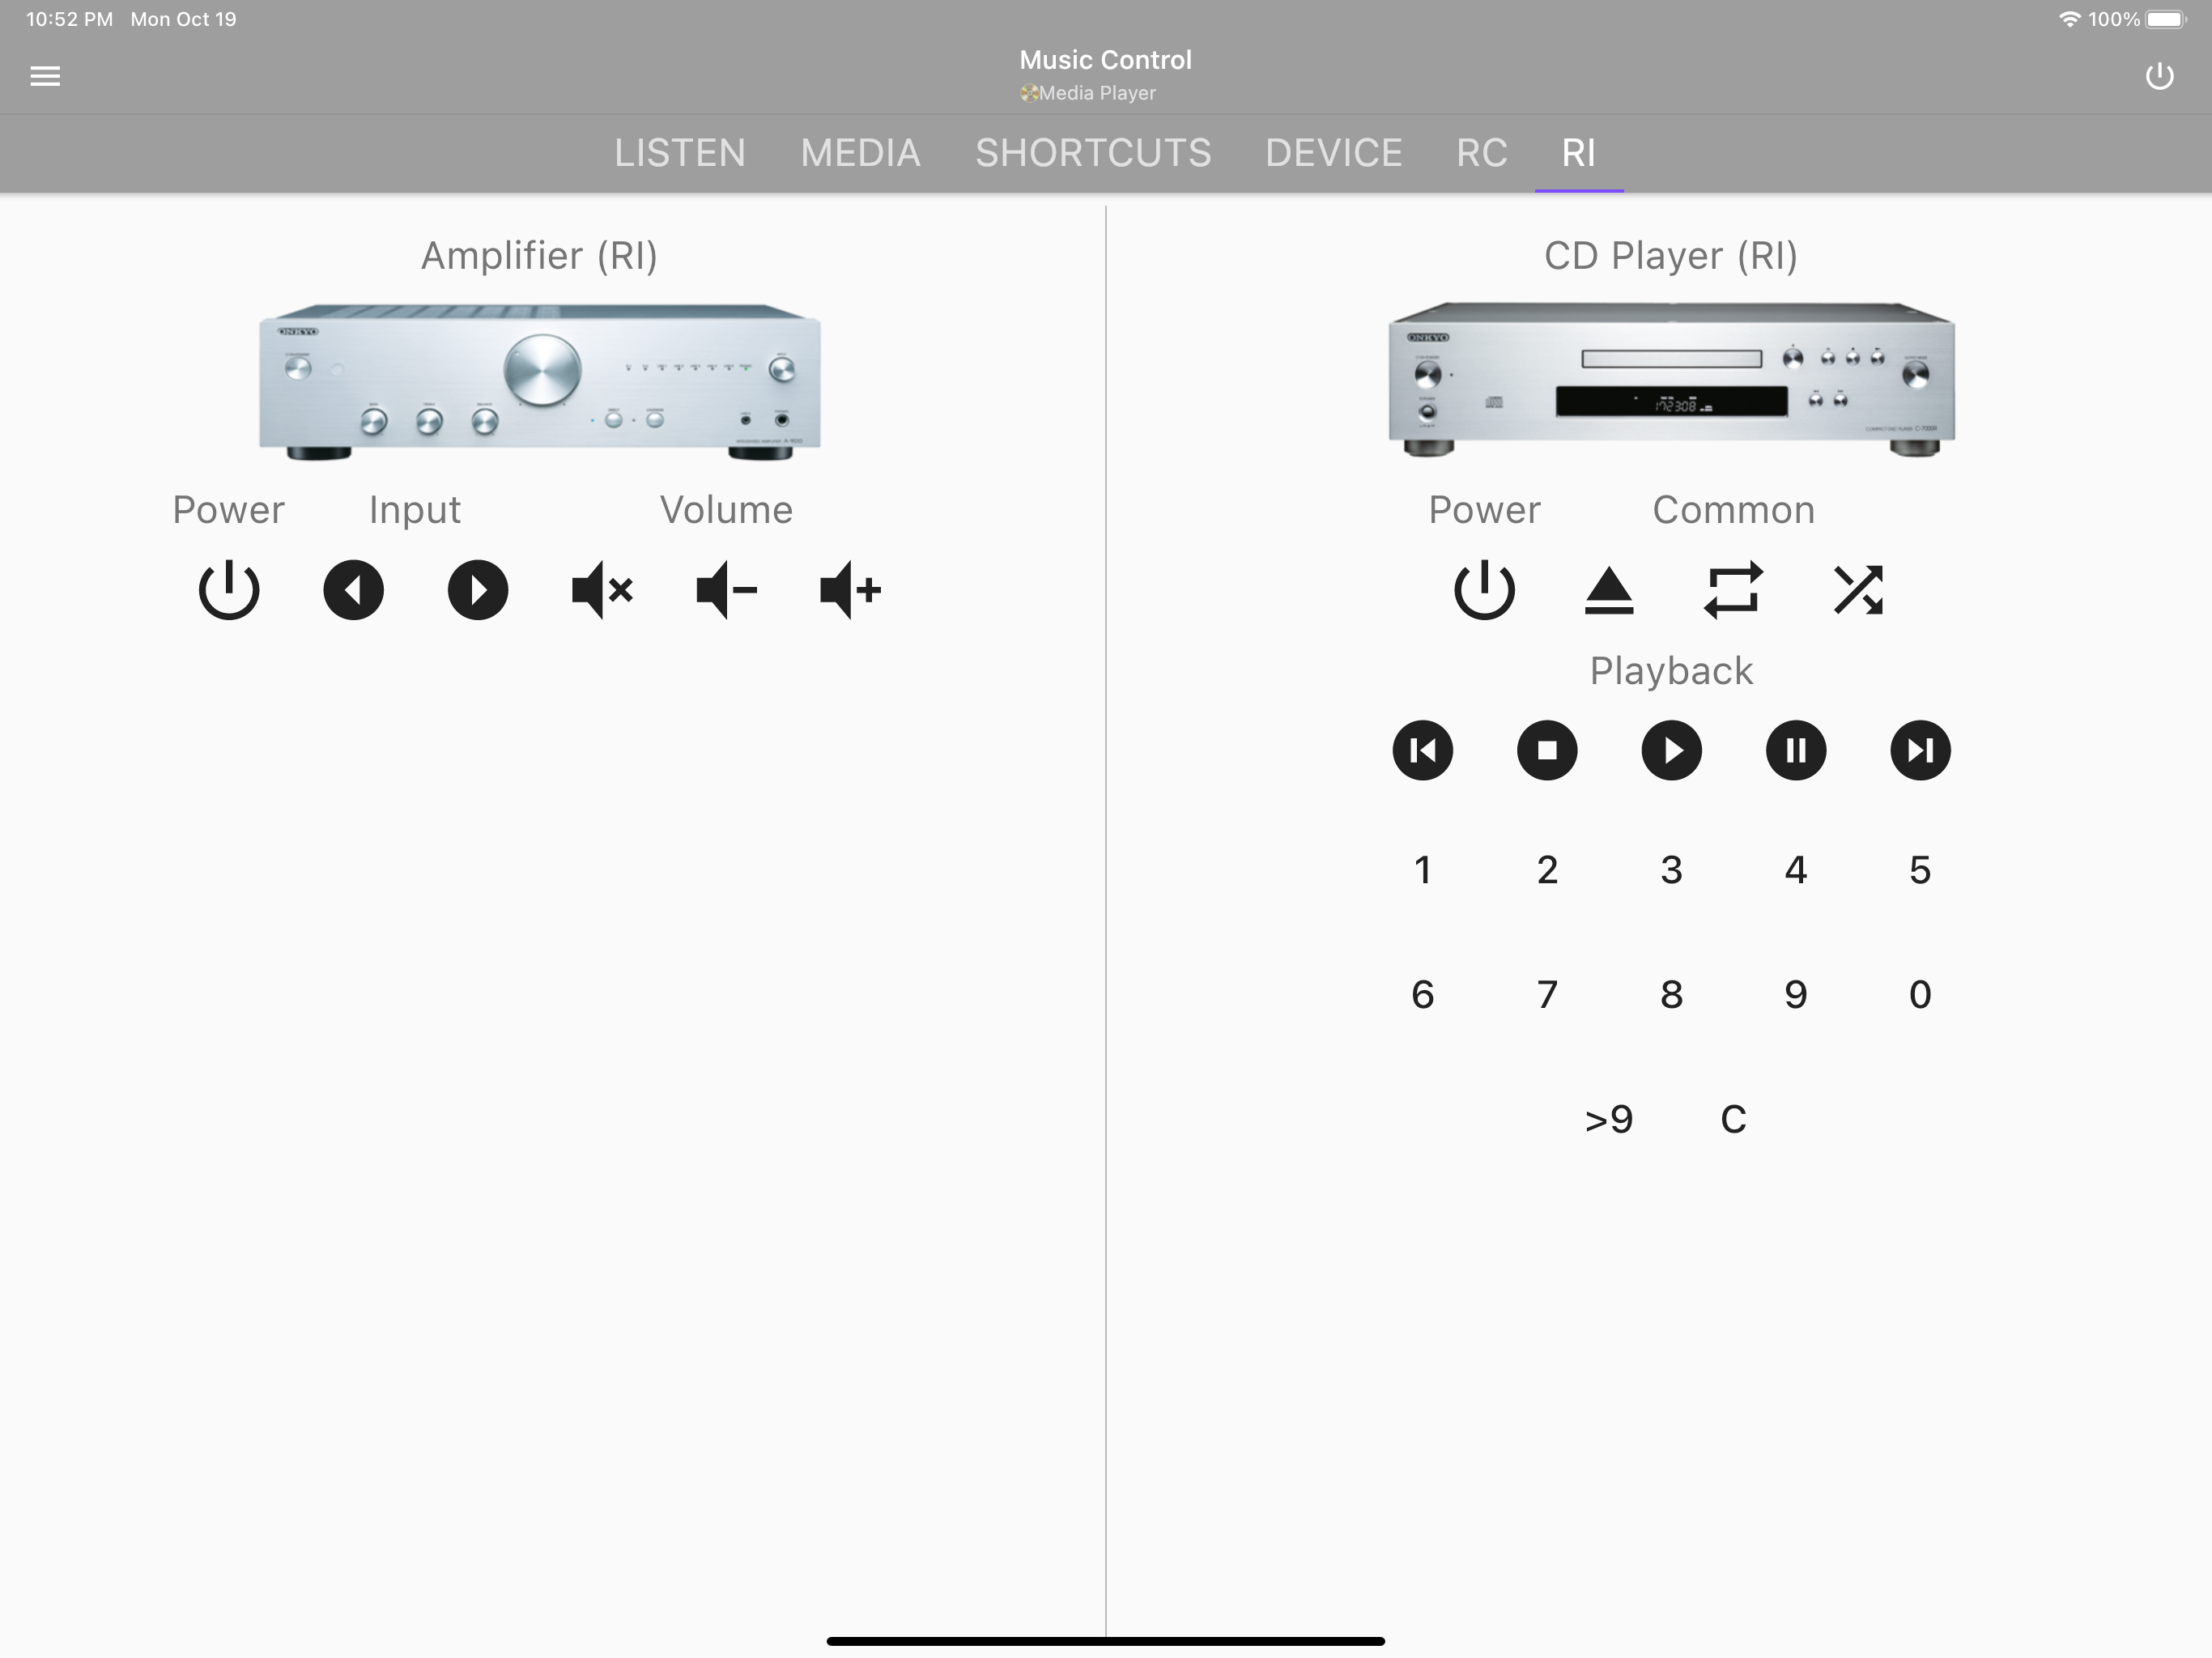 10:52 PM Mon Oct 19
100%
Music Control
Media Player
LISTEN MEDIA SHORTCUTS DEVICE RC RI
Amplifier (RI)
ONKYO
Power Input Volume
CD Player (RI)
ONKYO
Power Common
Playback
1 2 3 4 5
6 7 8 9 0
>9 C